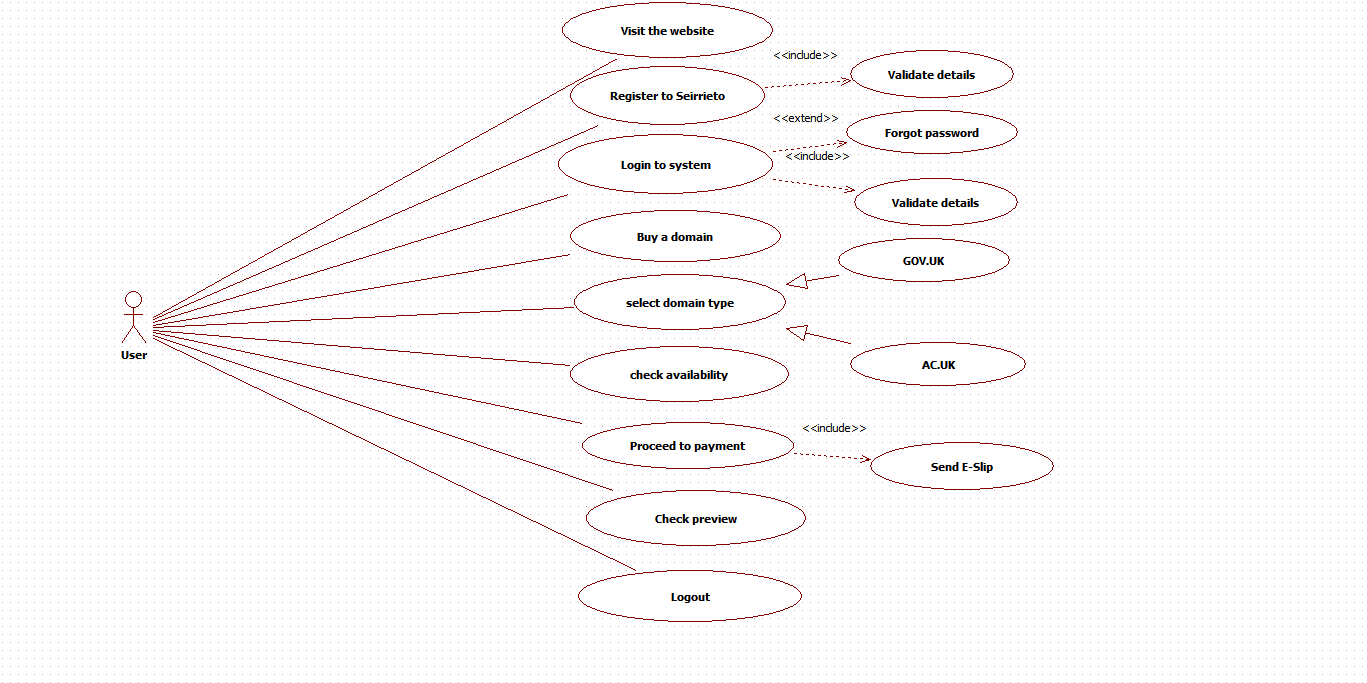 Visit the website
<<include>>
Validate details
Register to Seirrieto
<<extend>>
Forgot password
<<include>>
Login to system
Validate details
Buy a domain
GOV.UK
select domain type
User
AC.UK
check availability
<<include>>
Proceed to payment
Send E-Slip
Check preview
Logout